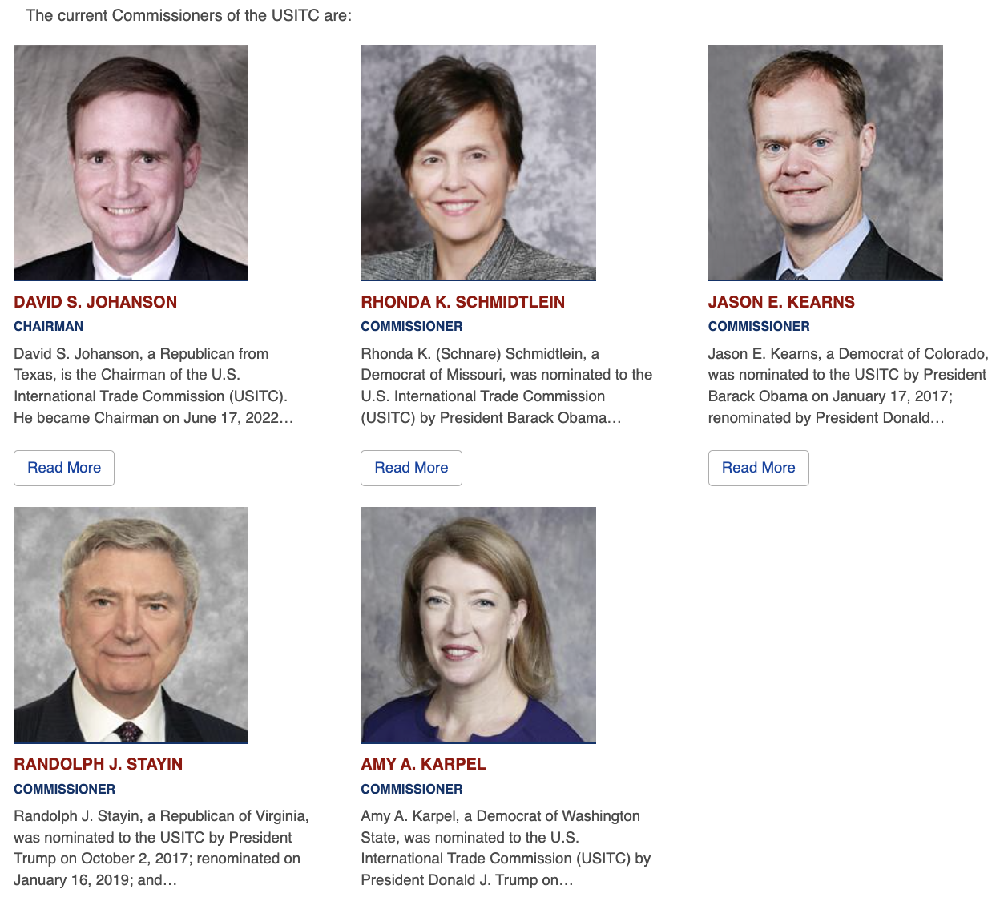 The current Commissioners of the USITC are:
DAVID S. JOHANSON
CHAIRMAN
David S. Johanson, a Republican from
Texas, is the Chairman of the U.S.
International Trade Commission (USITC).
He became Chairman on June 17, 2022…
Read More
RHONDA K. SCHMIDTLEIN
COMMISSIONER
Rhonda K. (Schnare) Schmidtlein, a
Democrat of Missouri, was nominated to the
U.S. International Trade Commission
(USITC) by President Barack Obama…
Read More
JASON E. KEARNS
COMMISSIONER
Jason E. Kearns, a Democrat of Colorado,
was nominated to the USITC by President
Barack Obama on January 17, 2017;
renominated by President Donald…
Read More
RANDOLPH J. STAYIN
COMMISSIONER
Randolph J. Stayin, a Republican of Virginia,
was nominated to the USITC by President
Trump on October 2, 2017; renominated on
January 16, 2019; and…
AMY A. KARPEL
COMMISSIONER
Amy A. Karpel, a Democrat of Washington
State, was nominated to the U.S.
International Trade Commission (USITC) by
President Donald J. Trump on…